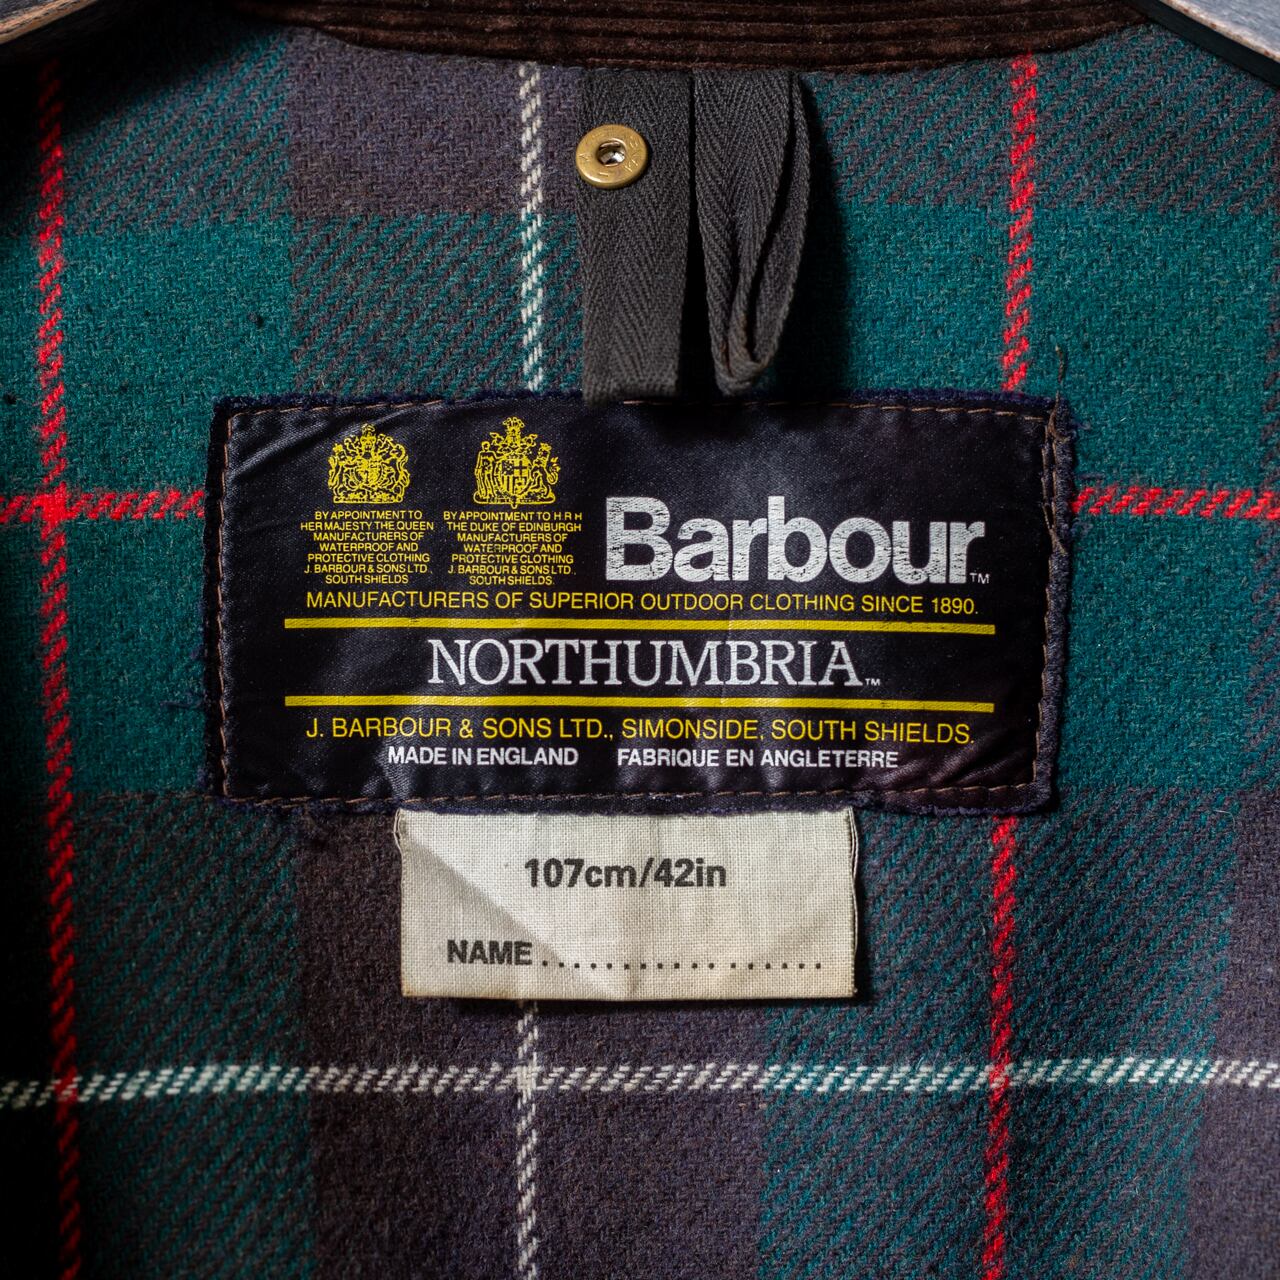 BY APPOINTMENT TO
HER MAJESTY THE QUEEN
MANUFACTURERS OF
WATERPROOF AND
PROTECTIVE CLOTHING
J. BARBOUR & SONS LTD.
SOUTH SHIELDS
BY APPOINTMENT TO H R H
THE DUKE OF EDINBURGH
MANUFACTURERS OF
WATERPROOF AND
PROTECTIVE CLOTHING
J. BARBOUR & SONS LTD.
SOUTH SHIELDS.
Barbour™
MANUFACTURERS OF SUPERIOR OUTDOOR CLOTHING SINCE 1890.
NORTHUMBRIA™
J. BARBOUR & SONS LTD., SIMONSIDE, SOUTH SHIELDS.
MADE IN ENGLAND FABRIQUE EN ANGLETERRE
107cm/42in
NAME..................